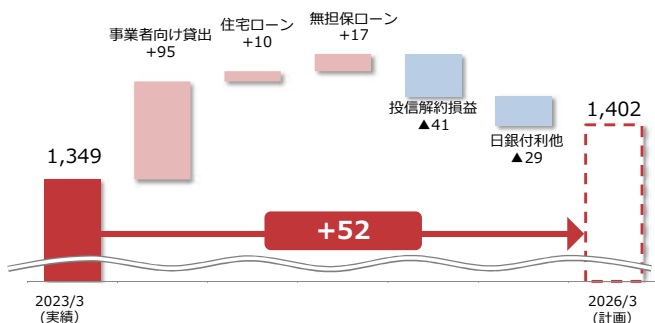 事業者向け貸出
+95
住宅ローン
+10
無担保ローン
+17
投信解約損益
▲41
日銀付利他
▲29
1,349
1,402
+52
2023/3
（実績）
2026/3
（計画）